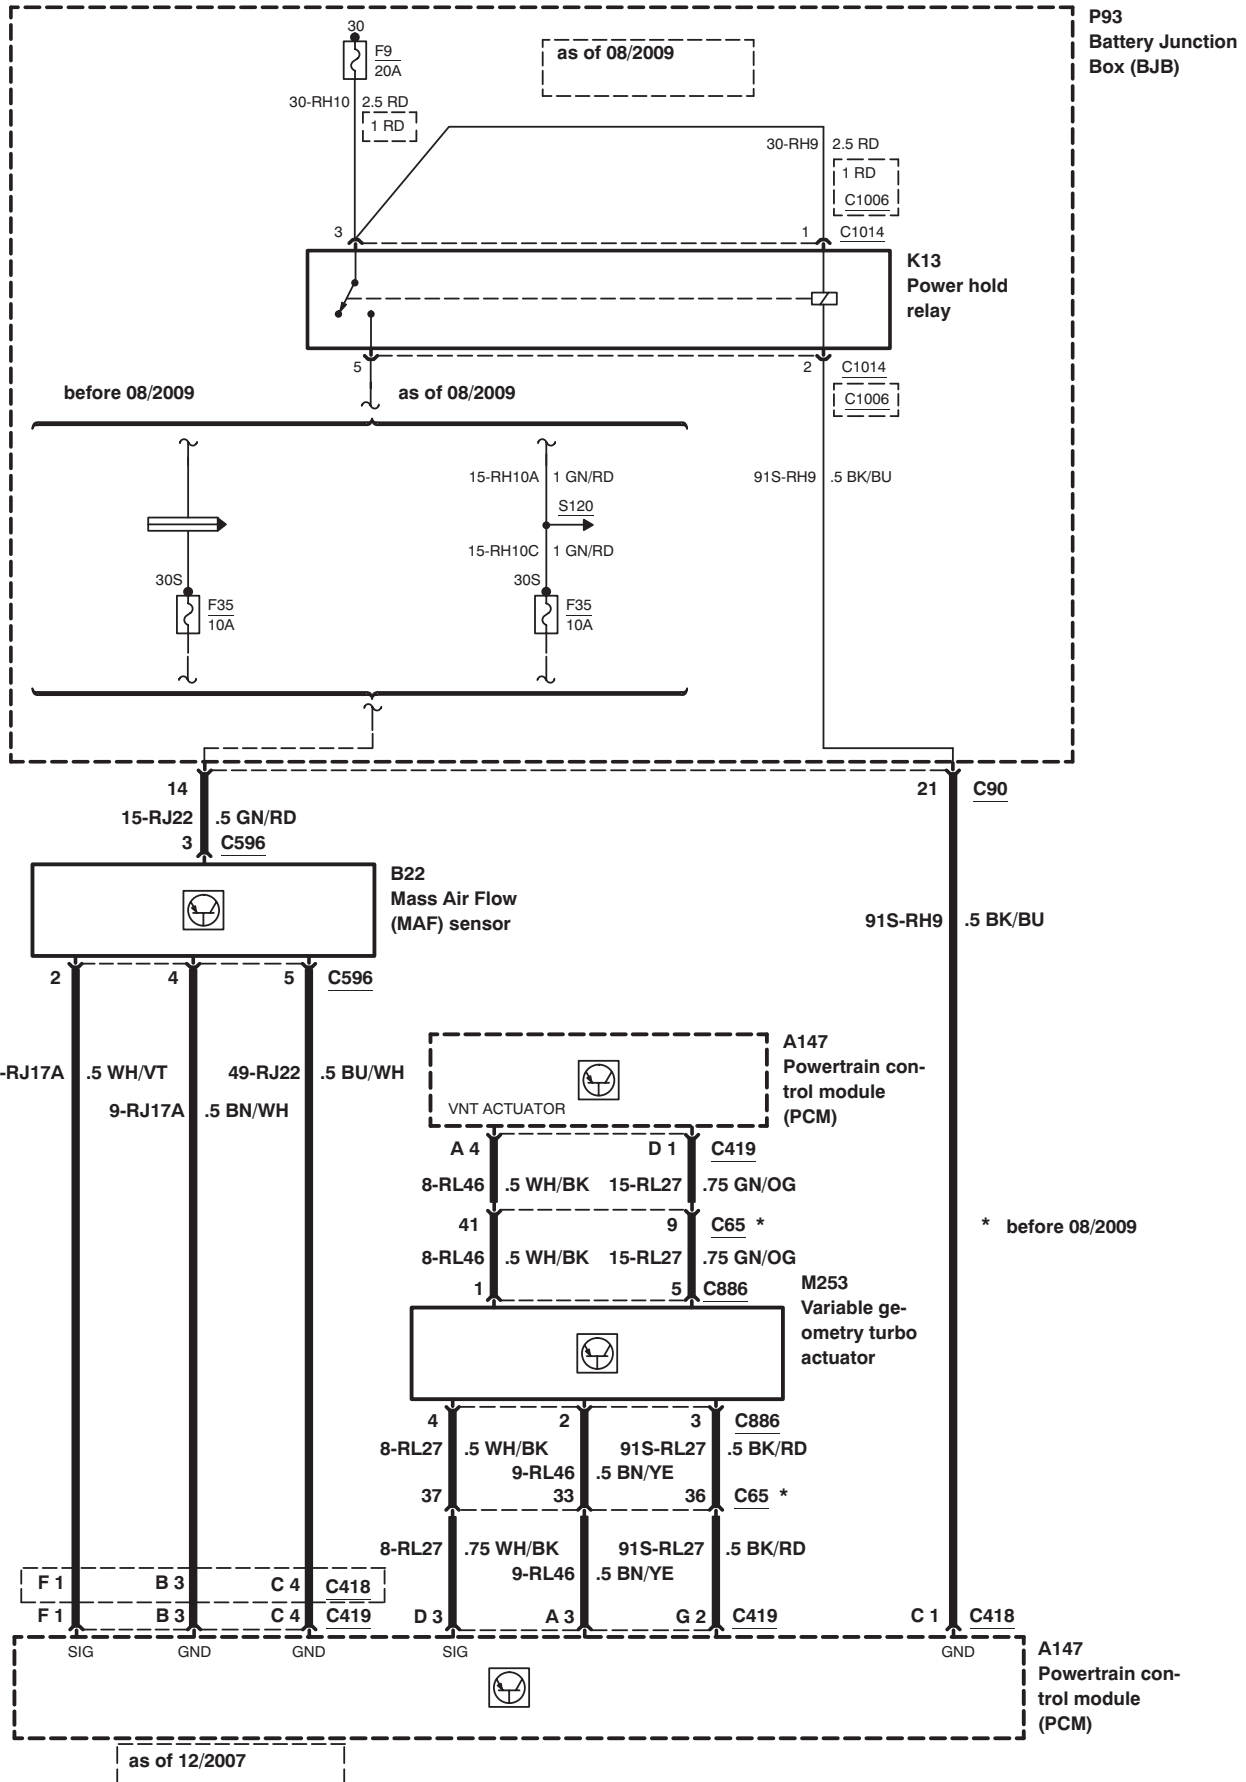 30
F9
20A
as of 08/2009
P93
Battery Junction
Box (BJB)
30-RH10 2.5 RD
1 RD
30-RH9 2.5 RD
1 RD
C1006
3 1 C1014
K13
Power hold
relay
5 2 C1014
C1006
before 08/2009 as of 08/2009
15-RH10A 1 GN/RD
91S-RH9 .5 BK/BU
S120
15-RH10C 1 GN/RD
30S 30S
F35 F35
10A 10A
14 21 C90
15-RJ22 .5 GN/RD
3 C596
B22
Mass Air Flow
(MAF) sensor
91S-RH9 .5 BK/BU
2 4 5 C596
A147
Powertrain con-
trol module
(PCM)
-RJ17A .5 WH/VT 49-RJ22 .5 BU/WH
9-RJ17A .5 BN/WH
VNT ACTUATOR
A 4 D 1 C419
8-RL46 .5 WH/BK 15-RL27 .75 GN/OG
41 9 C65 *
* before 08/2009
8-RL46 .5 WH/BK 15-RL27 .75 GN/OG
1 5 C886
M253
Variable ge-
ometry turbo
actuator
4 2 3 C886
8-RL27 .5 WH/BK 91S-RL27 .5 BK/RD
9-RL46 .5 BN/YE
37 33 36 C65 *
8-RL27 .75 WH/BK 91S-RL27 .5 BK/RD
9-RL46 .5 BN/YE
F 1 B 3 C 4 C418
F 1 B 3 C 4 C419 D 3 A 3 G 2 C419 C 1 C418
SIG GND GND SIG GND
A147
Powertrain con-
trol module
(PCM)
as of 12/2007